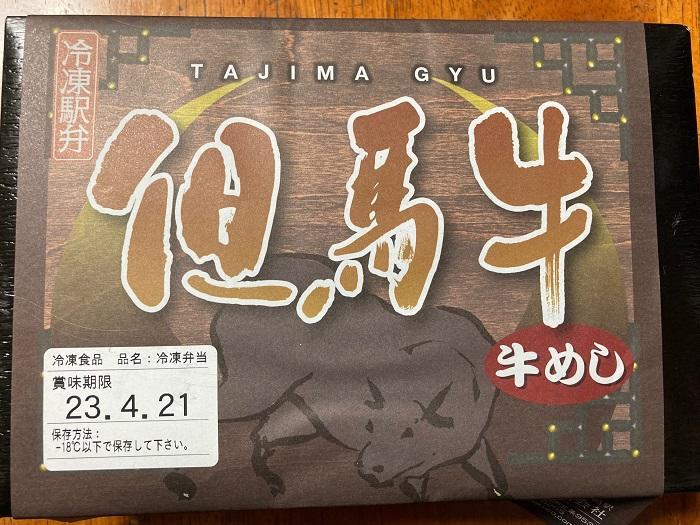 冷凍駅弁
TAJIMA GYU
但馬牛
牛めし
冷凍食品 品名：冷凍弁当
賞味期限
23.4.21
保存方法：
-18℃以下で保存して下さい。